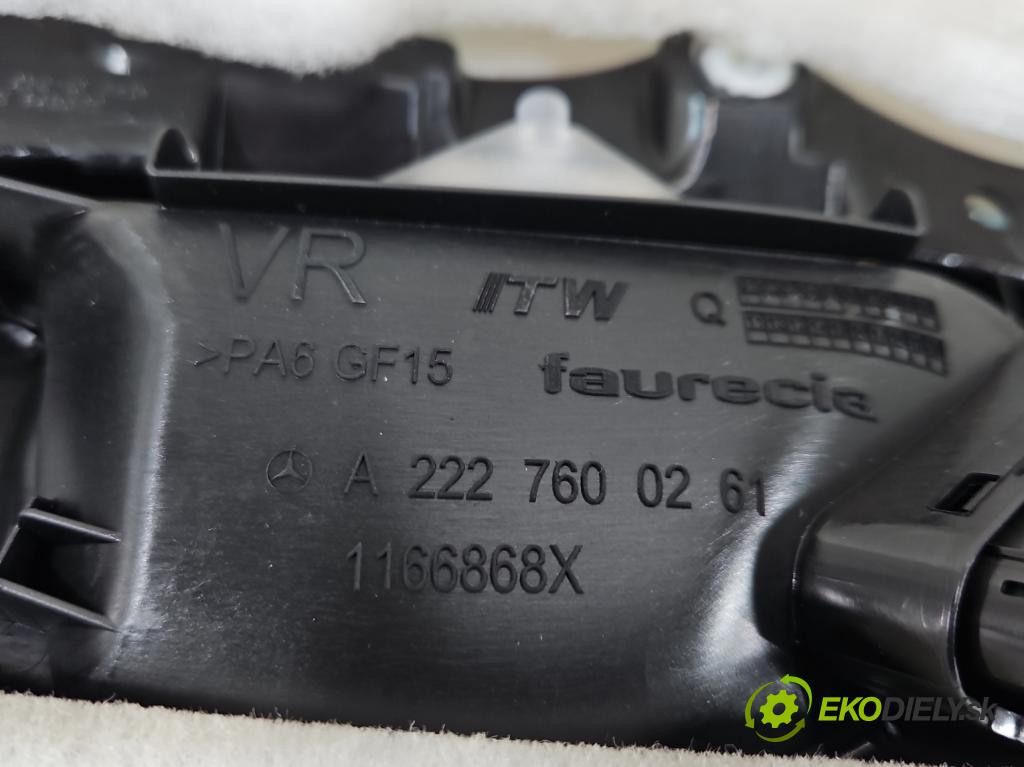 VR
ITW
Q
>PA6 GF15
faurecia
A 222 760 02 61
1166868X
EKODIELY.sk